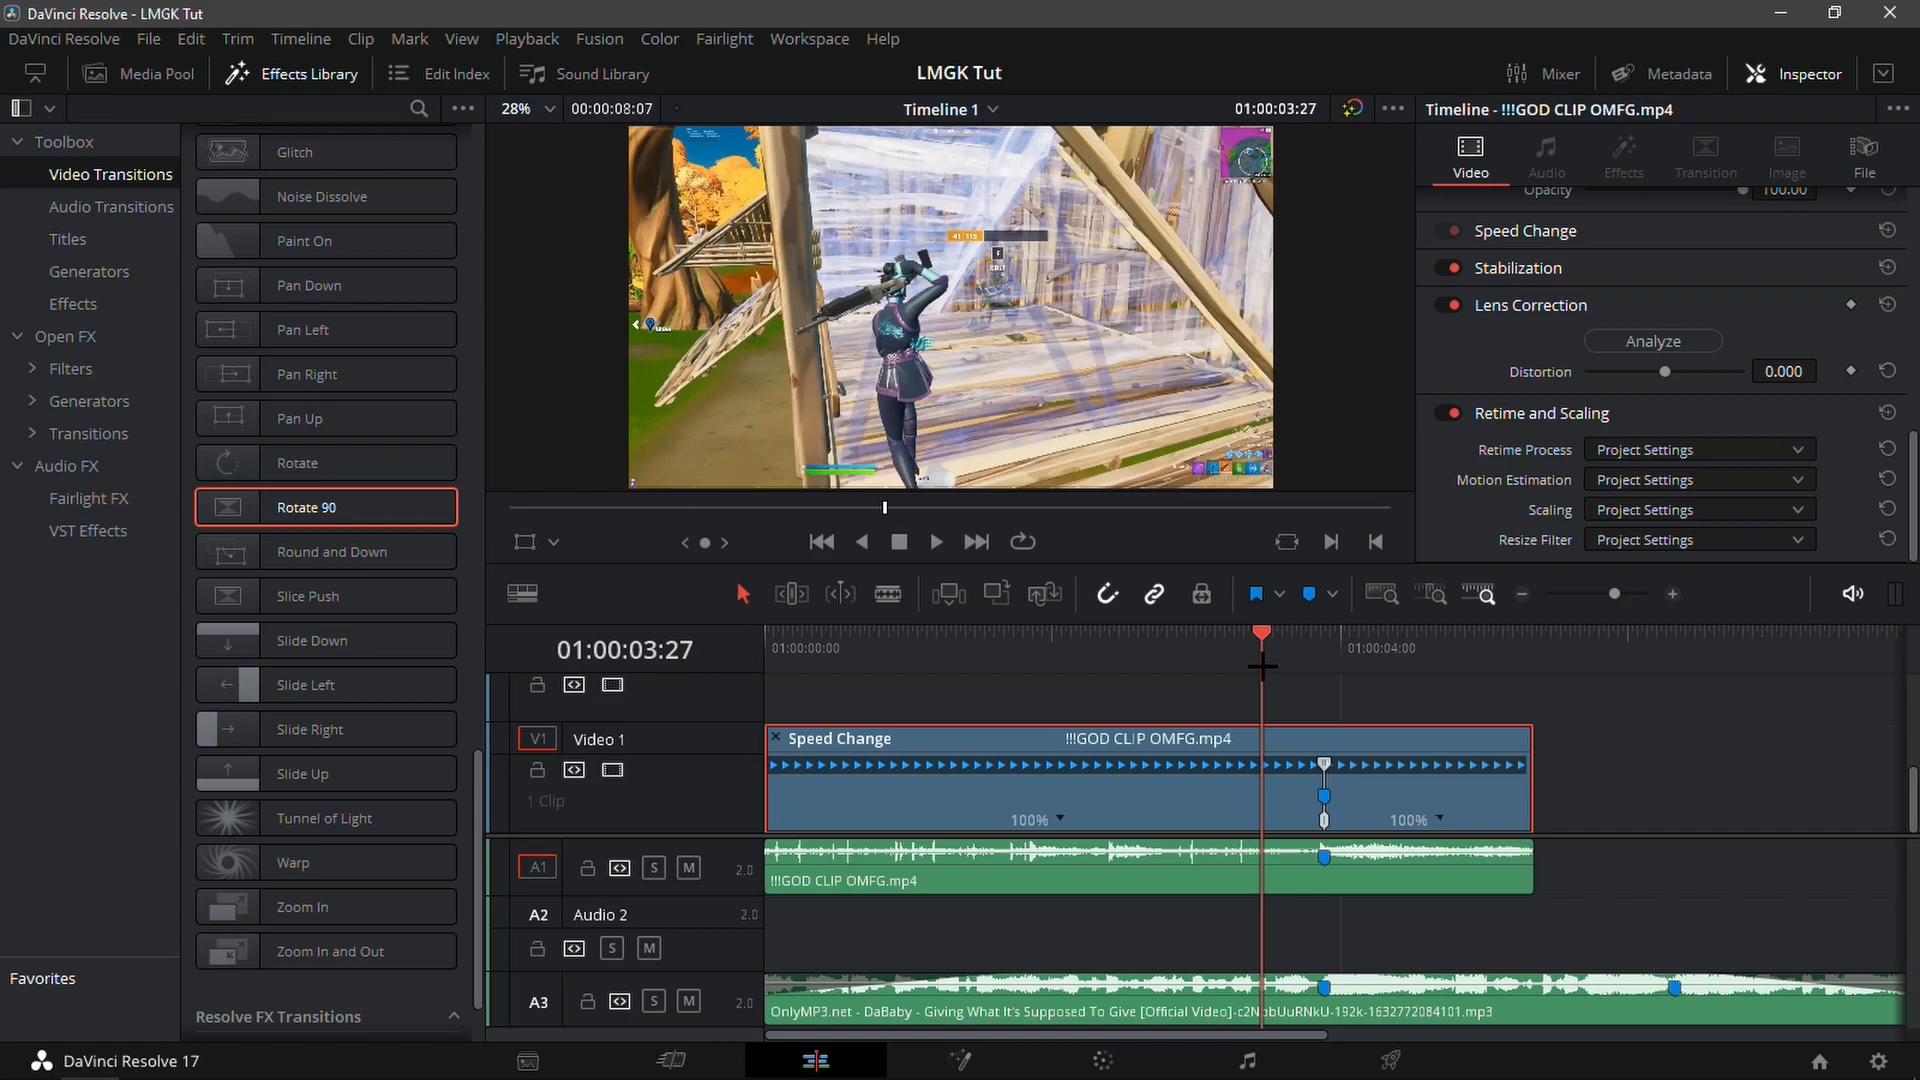 DaVinci Resolve - LMGK Tut
DaVinci Resolve File Edit Trim Timeline Clip Mark View Playback Fusion Color Fairlight Workspace Help
Media Pool Effects Library Edit Index Sound Library LMGK Tut Mixer Metadata Inspector
28% 00:00:08:07 Timeline 1 01:00:03:27 Timeline - !!!GOD CLIP OMFG.mp4
Toolbox
Video Transitions
Audio Transitions
Titles
Generators
Effects
Open FX
Filters
Generators
Transitions
Audio FX
Fairlight FX
VST Effects
Favorites
Glitch
Noise Dissolve
Paint On
Pan Down
Pan Left
Pan Right
Pan Up
Rotate
Rotate 90
Round and Down
Slice Push
Slide Down
Slide Left
Slide Right
Slide Up
Tunnel of Light
Warp
Zoom In
Zoom In and Out
Resolve FX Transitions
41 115
EDIT
Video Audio Effects Transition Image File
Opacity 100.00
Speed Change
Stabilization
Lens Correction
Analyze
Distortion 0.000
Retime and Scaling
Retime Process Project Settings
Motion Estimation Project Settings
Scaling Project Settings
Resize Filter Project Settings
01:00:03:27 01:00:00:00 01:00:04:00
V1 Video 1
1 Clip
Speed Change !!!GOD CLIP OMFG.mp4
100% 100%
A1 S M 2.0
!!!GOD CLIP OMFG.mp4
A2 Audio 2 2.0
S M
A3 S M 2.0
OnlyMP3.net - DaBaby - Giving What It's Supposed To Give [Official Video]-c2NpbUuRNkU-192k-1632772084101.mp3
DaVinci Resolve 17